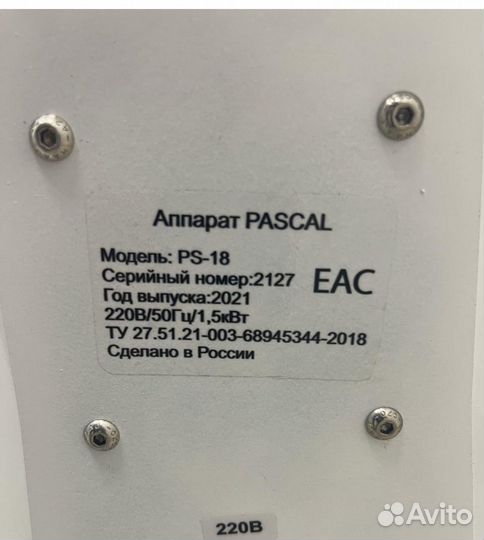 Аппарат PASCAL
Модель: PS-18
Серийный номер:2127 EAC
Год выпуска:2021
220В/50Гц/1,5кВт
ТУ 27.51.21-003-68945344-2018
Сделано в России
220В
Avito